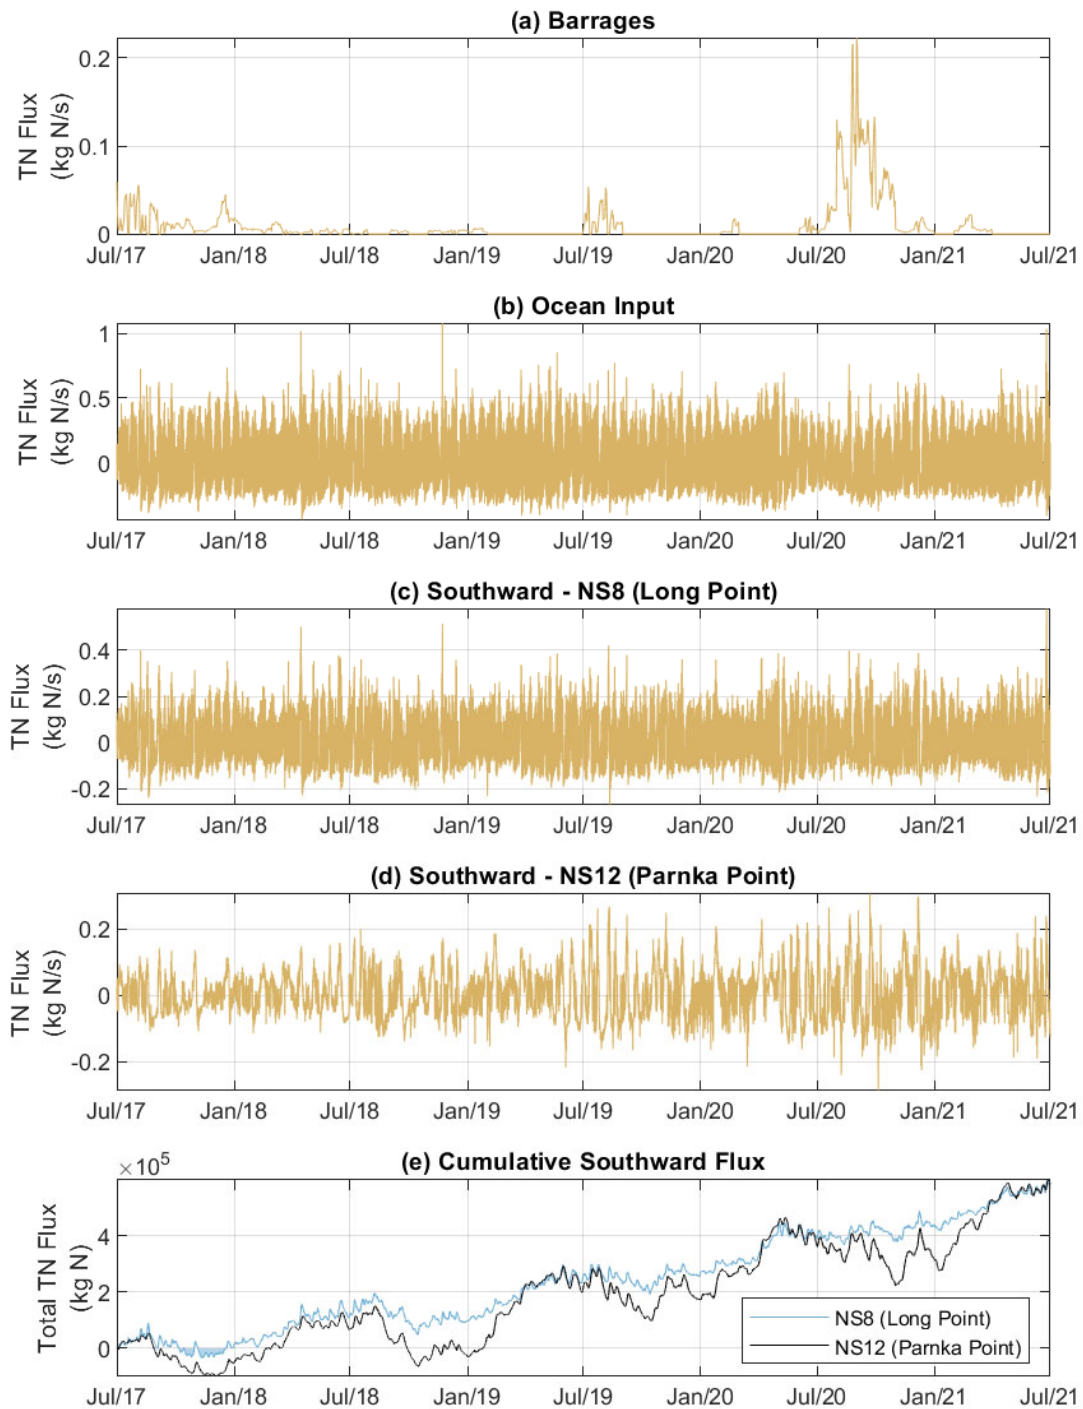 (a) Barrages
TN Flux
(kg N/s)
0.2
0.1
0
Jul/17 Jan/18 Jul/18 Jan/19 Jul/19 Jan/20 Jul/20 Jan/21 Jul/21
(b) Ocean Input
TN Flux
(kg N/s)
1
0.5
0
Jul/17 Jan/18 Jul/18 Jan/19 Jul/19 Jan/20 Jul/20 Jan/21 Jul/21
(c) Southward - NS8 (Long Point)
TN Flux
(kg N/s)
0.4
0.2
0
-0.2
Jul/17 Jan/18 Jul/18 Jan/19 Jul/19 Jan/20 Jul/20 Jan/21 Jul/21
(d) Southward - NS12 (Parnka Point)
TN Flux
(kg N/s)
0.2
0
-0.2
Jul/17 Jan/18 Jul/18 Jan/19 Jul/19 Jan/20 Jul/20 Jan/21 Jul/21
(e) Cumulative Southward Flux
×10⁵
Total TN Flux
(kg N)
4
2
0
NS8 (Long Point)
NS12 (Parnka Point)
Jul/17 Jan/18 Jul/18 Jan/19 Jul/19 Jan/20 Jul/20 Jan/21 Jul/21